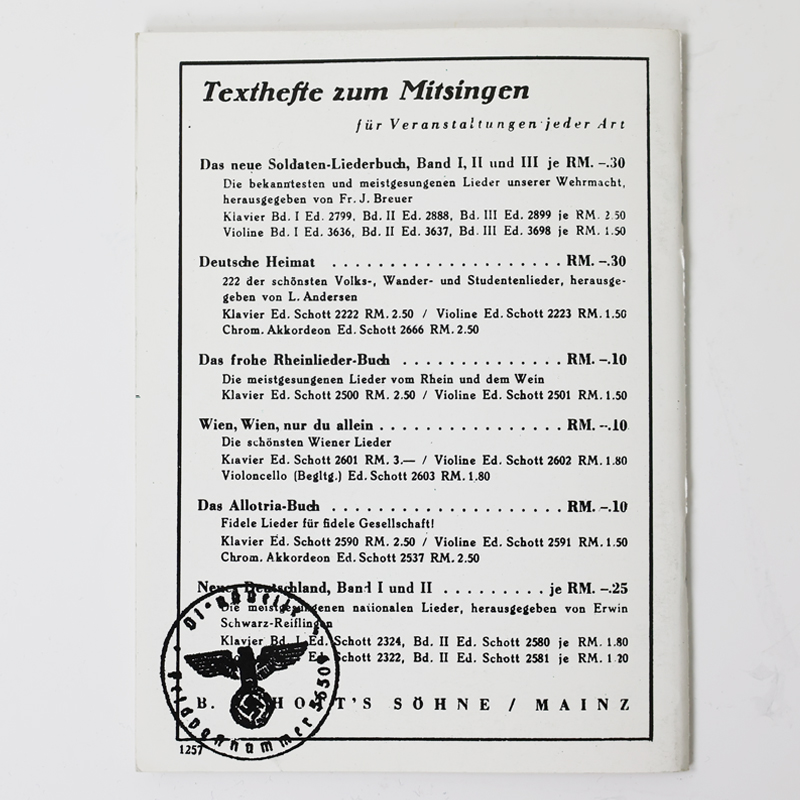 Texthefte zum Mitsingen
für Veranstaltungen jeder Art
Das neue Soldaten-Liederbuch, Band I, II und III je RM. -.30
Die bekanntesten und meistgesungenen Lieder unserer Wehrmacht,
herausgegeben von Fr. J. Breuer
Klavier Bd. I Ed. 2799, Bd. II Ed. 2888, Bd. III Ed. 2899 je RM. 2.50
Violine Bd. I Ed. 3636, Bd. II Ed. 3637, Bd. III Ed. 3698 je RM. 1.50
Deutsche Heimat . . . . . . . . . . . . . . . . . . . . RM. -.30
222 der schönsten Volks-, Wander- und Studentenlieder, herausge-
geben von L. Andersen
Klavier Ed. Schott 2222 RM. 2.50 / Violine Ed. Schott 2223 RM. 1.50
Chrom. Akkordeon Ed. Schott 2666 RM. 2.50
Das frohe Rheinlieder-Buch . . . . . . . . . . . . . . RM. -.10
Die meistgesungenen Lieder vom Rhein und dem Wein
Klavier Ed. Schott 2500 RM. 2.50 / Violine Ed. Schott 2501 RM. 1.50
Wien, Wien, nur du allein . . . . . . . . . . . . . . . . RM. -.10
Die schönsten Wiener Lieder
Klavier Ed. Schott 2601 RM. 3.— / Violine Ed. Schott 2602 RM. 1.80
Violoncello (Begltg.) Ed. Schott 2603 RM. 1.80
Das Allotria-Buch . . . . . . . . . . . . . . . . . . . . RM. -.10
Fidele Lieder für fidele Gesellschaft!
Klavier Ed. Schott 2590 RM. 2.50 / Violine Ed. Schott 2591 RM. 1.50
Chrom. Akkordeon Ed. Schott 2537 RM. 2.50
Neues Deutschland, Band I und II . . . . . . . . . je RM. -.25
Die meistgesungenen nationalen Lieder, herausgegeben von Erwin
Schwarz-Reiflingen
Klavier Bd. I Ed. Schott 2324, Bd. II Ed. Schott 2580 je RM. 1.80
Ed. Schott 2322, Bd. II Ed. Schott 2581 je RM. 1.20
B. SCHOTT'S SÖHNE / MAINZ
1257